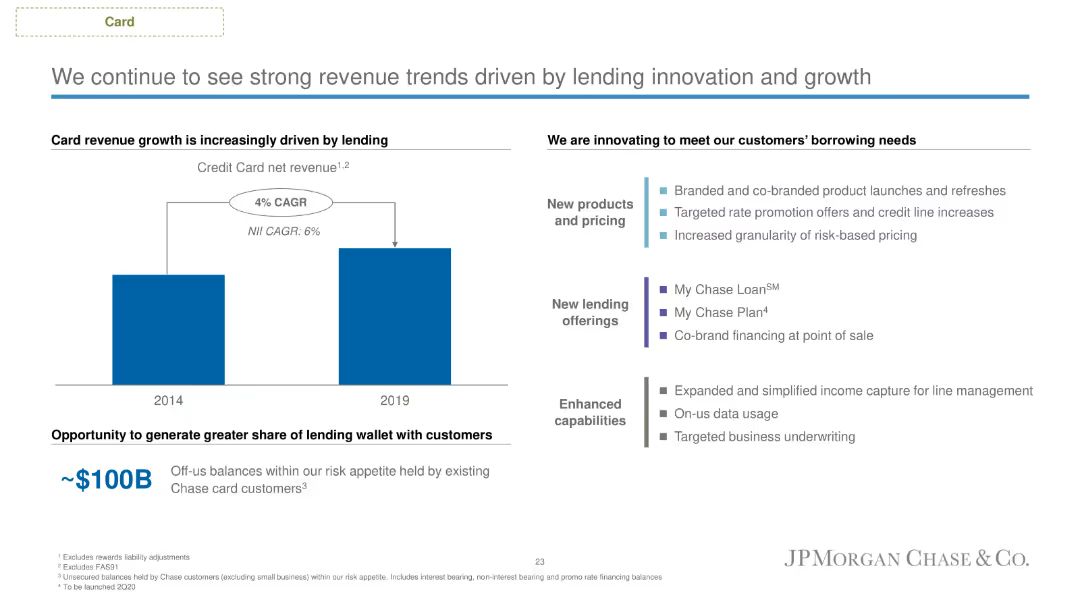 Card
We continue to see strong revenue trends driven by lending innovation and growth
Card revenue growth is increasingly driven by lending
Credit Card net revenue1,2
4% CAGR
NII CAGR: 6%
2014
2019
Opportunity to generate greater share of lending wallet with customers
~$100B
Off-us balances within our risk appetite held by existing
Chase card customers3
We are innovating to meet our customers' borrowing needs
New products
and pricing
■ Branded and co-branded product launches and refreshes
■ Targeted rate promotion offers and credit line increases
■ Increased granularity of risk-based pricing
New lending
offerings
■ My Chase LoanSM
■ My Chase Plan4
■ Co-brand financing at point of sale
Enhanced
capabilities
■ Expanded and simplified income capture for line management
■ On-us data usage
■ Targeted business underwriting
1 Excludes rewards liability adjustments
2 Excludes FAS91
3 Unsecured balances held by Chase customers (excluding small business) within our risk appetite. Includes interest bearing, non-interest bearing and promo rate financing balances
4 To be launched 2Q20
23
JPMORGAN CHASE & CO.